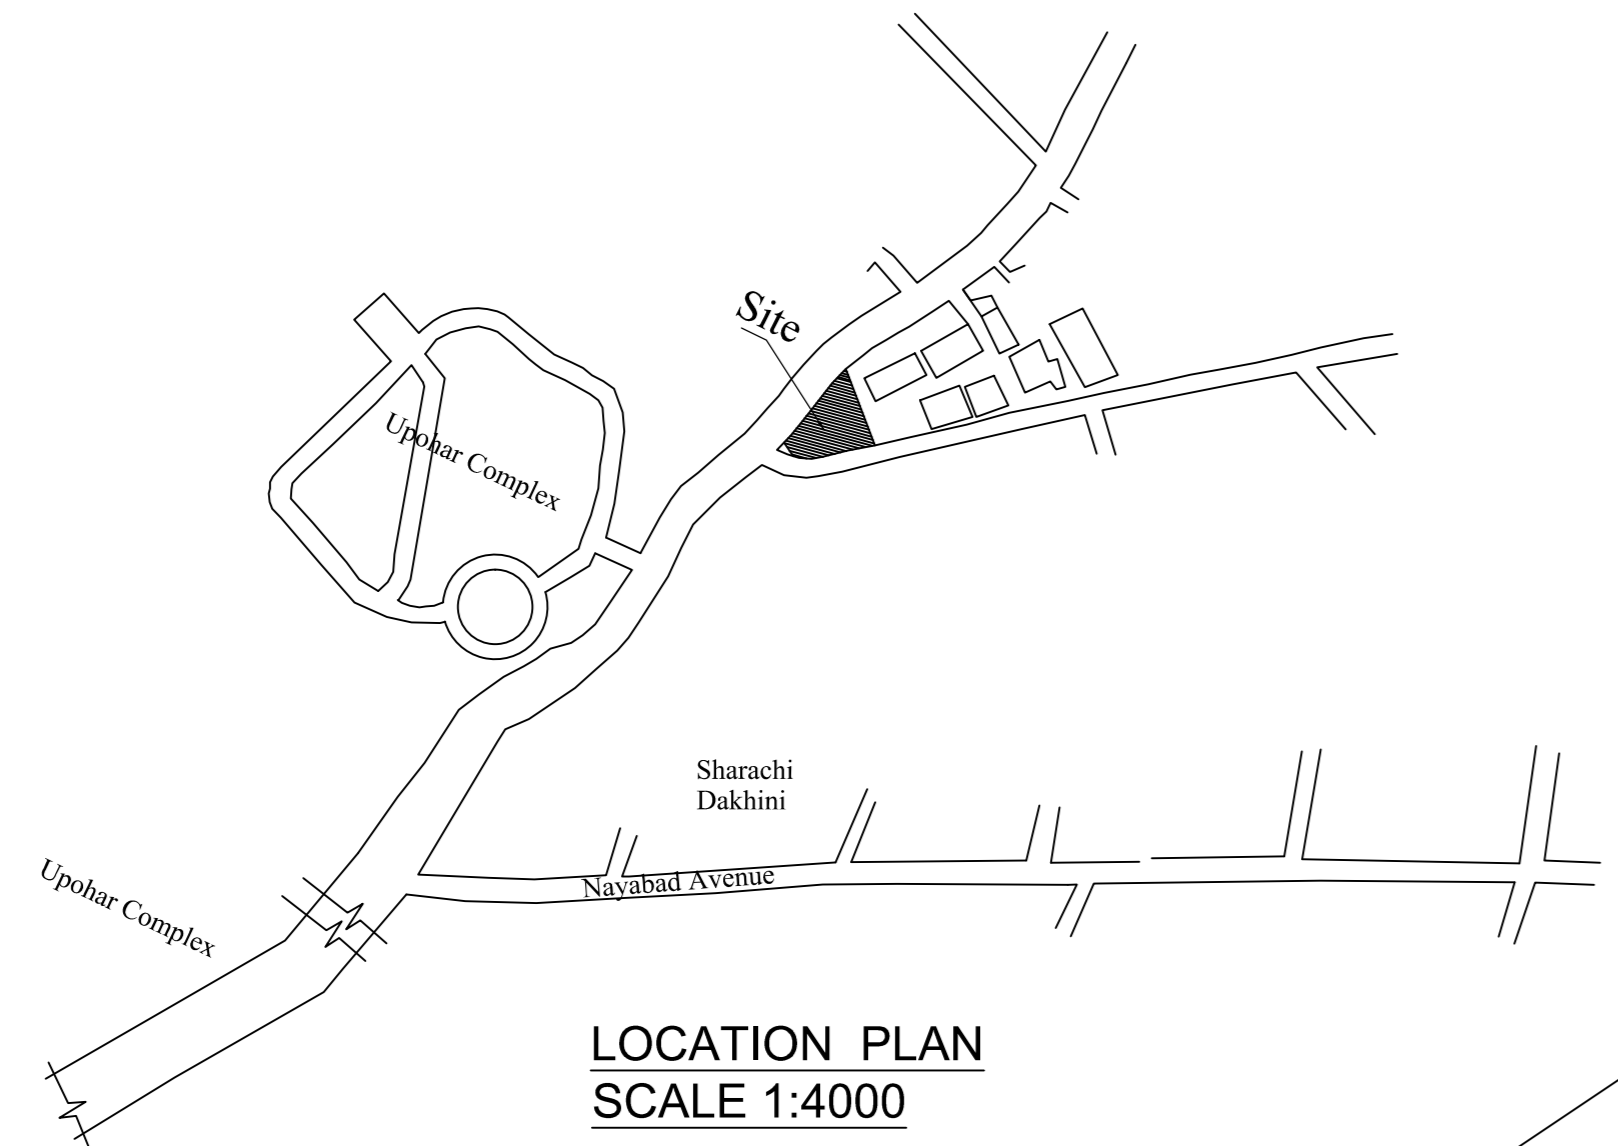 Site
Upohar Complex
Sharachi
Dakhini
Nayabad Avenue
Upohar Complex
LOCATION PLAN
SCALE 1:4000